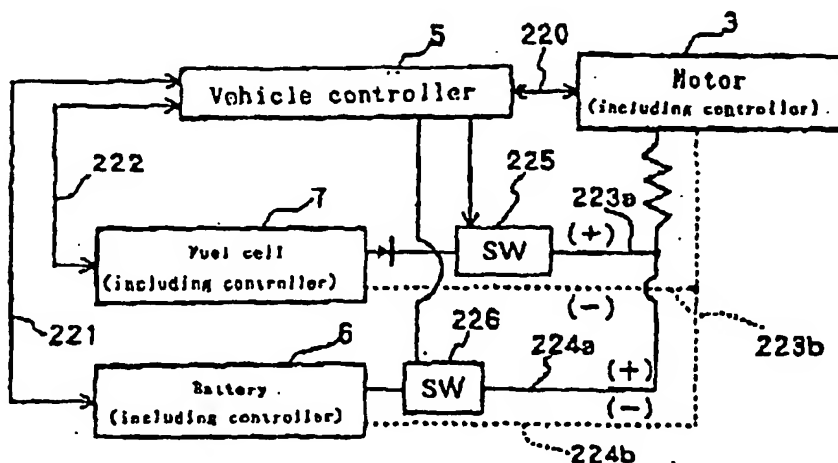 5
220
3
Vehicle controller
Motor
(including controller)
222
7
225
223a
Fuel cell
(including controller)
SW
(+)
(-)
221
6
226
224a
223b
Battery
(including controller)
SW
(+)
(-)
224b